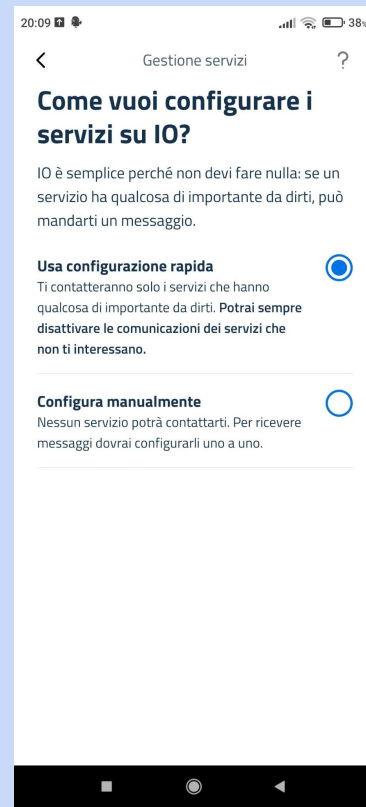 20:09
38%
Gestione servizi
?
Come vuoi configurare i
servizi su IO?
IO è semplice perché non devi fare nulla: se un
servizio ha qualcosa di importante da dirti, può
mandarti un messaggio.
Usa configurazione rapida
Ti contatteranno solo i servizi che hanno
qualcosa di importante da dirti. Potrai sempre
disattivare le comunicazioni dei servizi che
non ti interessano.
Configura manualmente
Nessun servizio potrà contattarti. Per ricevere
messaggi dovrai configurarli uno a uno.